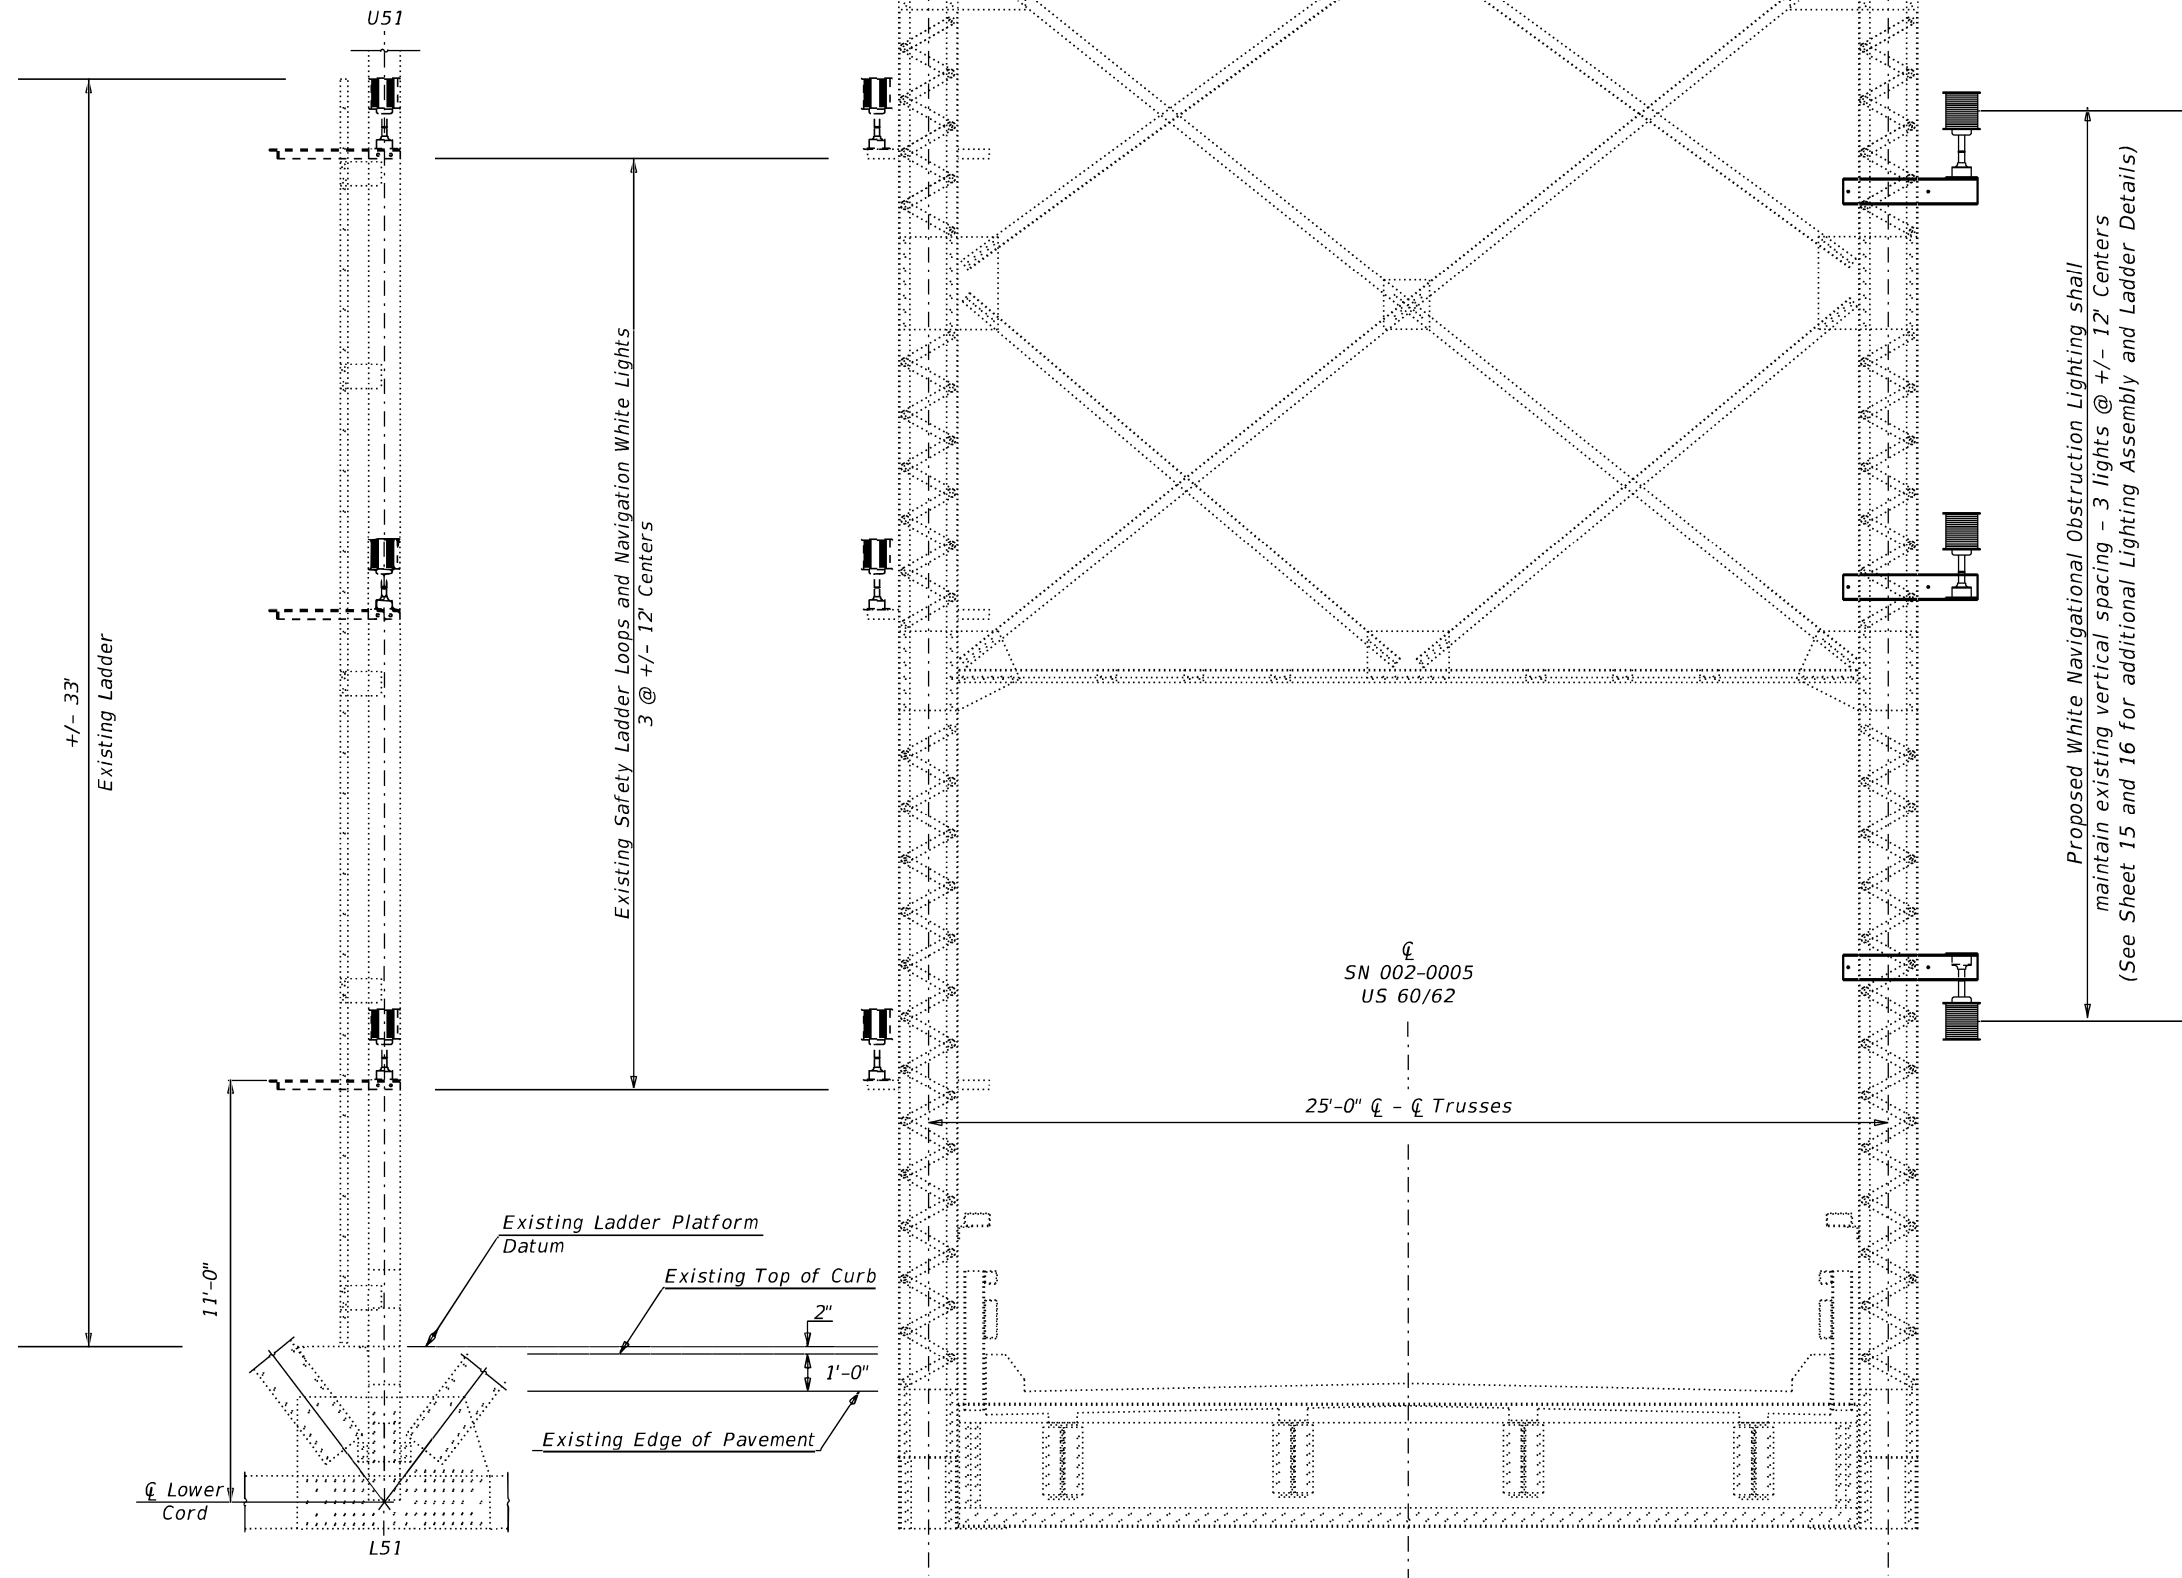 U51
+/- 33'
Existing Ladder
Existing Safety Ladder Loops and Navigation White Lights
3 @ +/- 12' Centers
Proposed White Navigational Obstruction Lighting shall
maintain existing vertical spacing - 3 lights @ +/- 12' Centers
(See Sheet 15 and 16 for additional Lighting Assembly and Ladder Details)
℄
SN 002-0005
US 60/62
25'-0" ℄ - ℄ Trusses
11'-0"
Existing Ladder Platform
Datum
Existing Top of Curb
2"
1'-0"
Existing Edge of Pavement
℄ Lower
Cord
L51